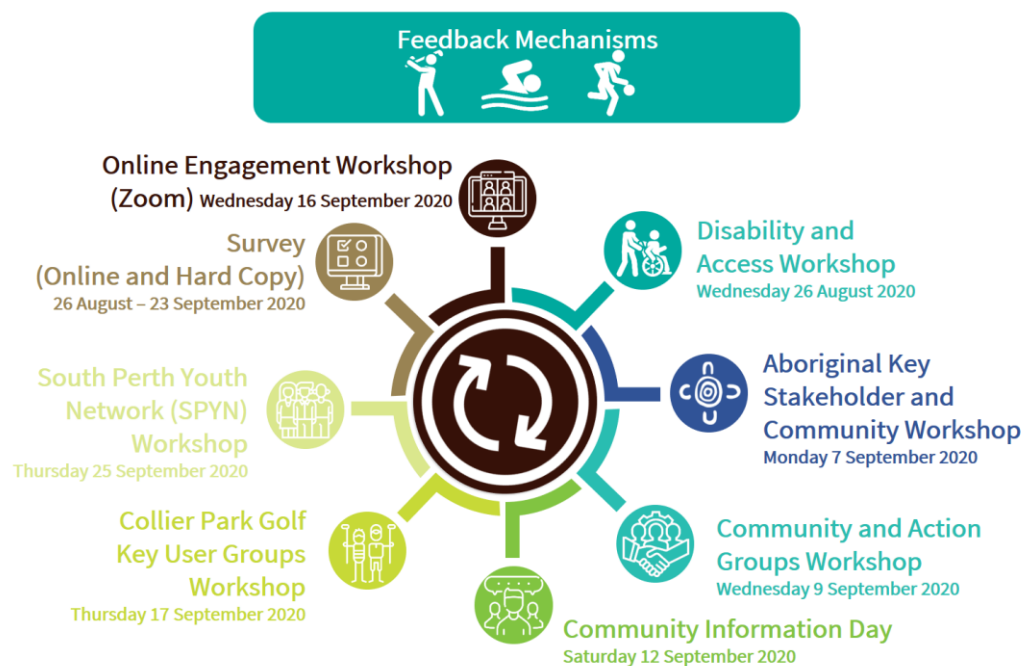 Feedback Mechanisms
Online Engagement Workshop
(Zoom) Wednesday 16 September 2020
Disability and
Access Workshop
Wednesday 26 August 2020
Aboriginal Key
Stakeholder and
Community Workshop
Monday 7 September 2020
Community and Action
Groups Workshop
Wednesday 9 September 2020
Community Information Day
Saturday 12 September 2020
Collier Park Golf
Key User Groups
Workshop
Thursday 17 September 2020
South Perth Youth
Network (SPYN)
Workshop
Thursday 25 September 2020
Survey
(Online and Hard Copy)
26 August – 23 September 2020